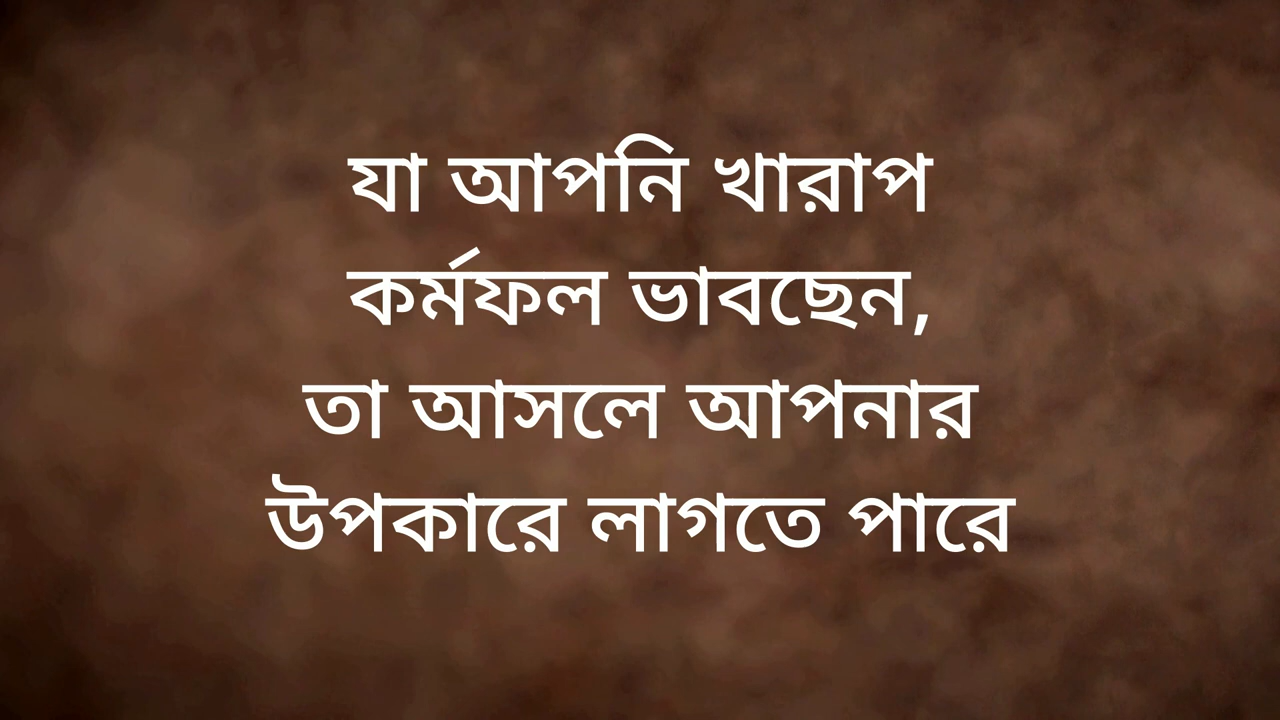 যা আপনি খারাপ
কর্মফল ভাবছেন,
তা আসলে আপনার
উপকারে লাগতে পারে